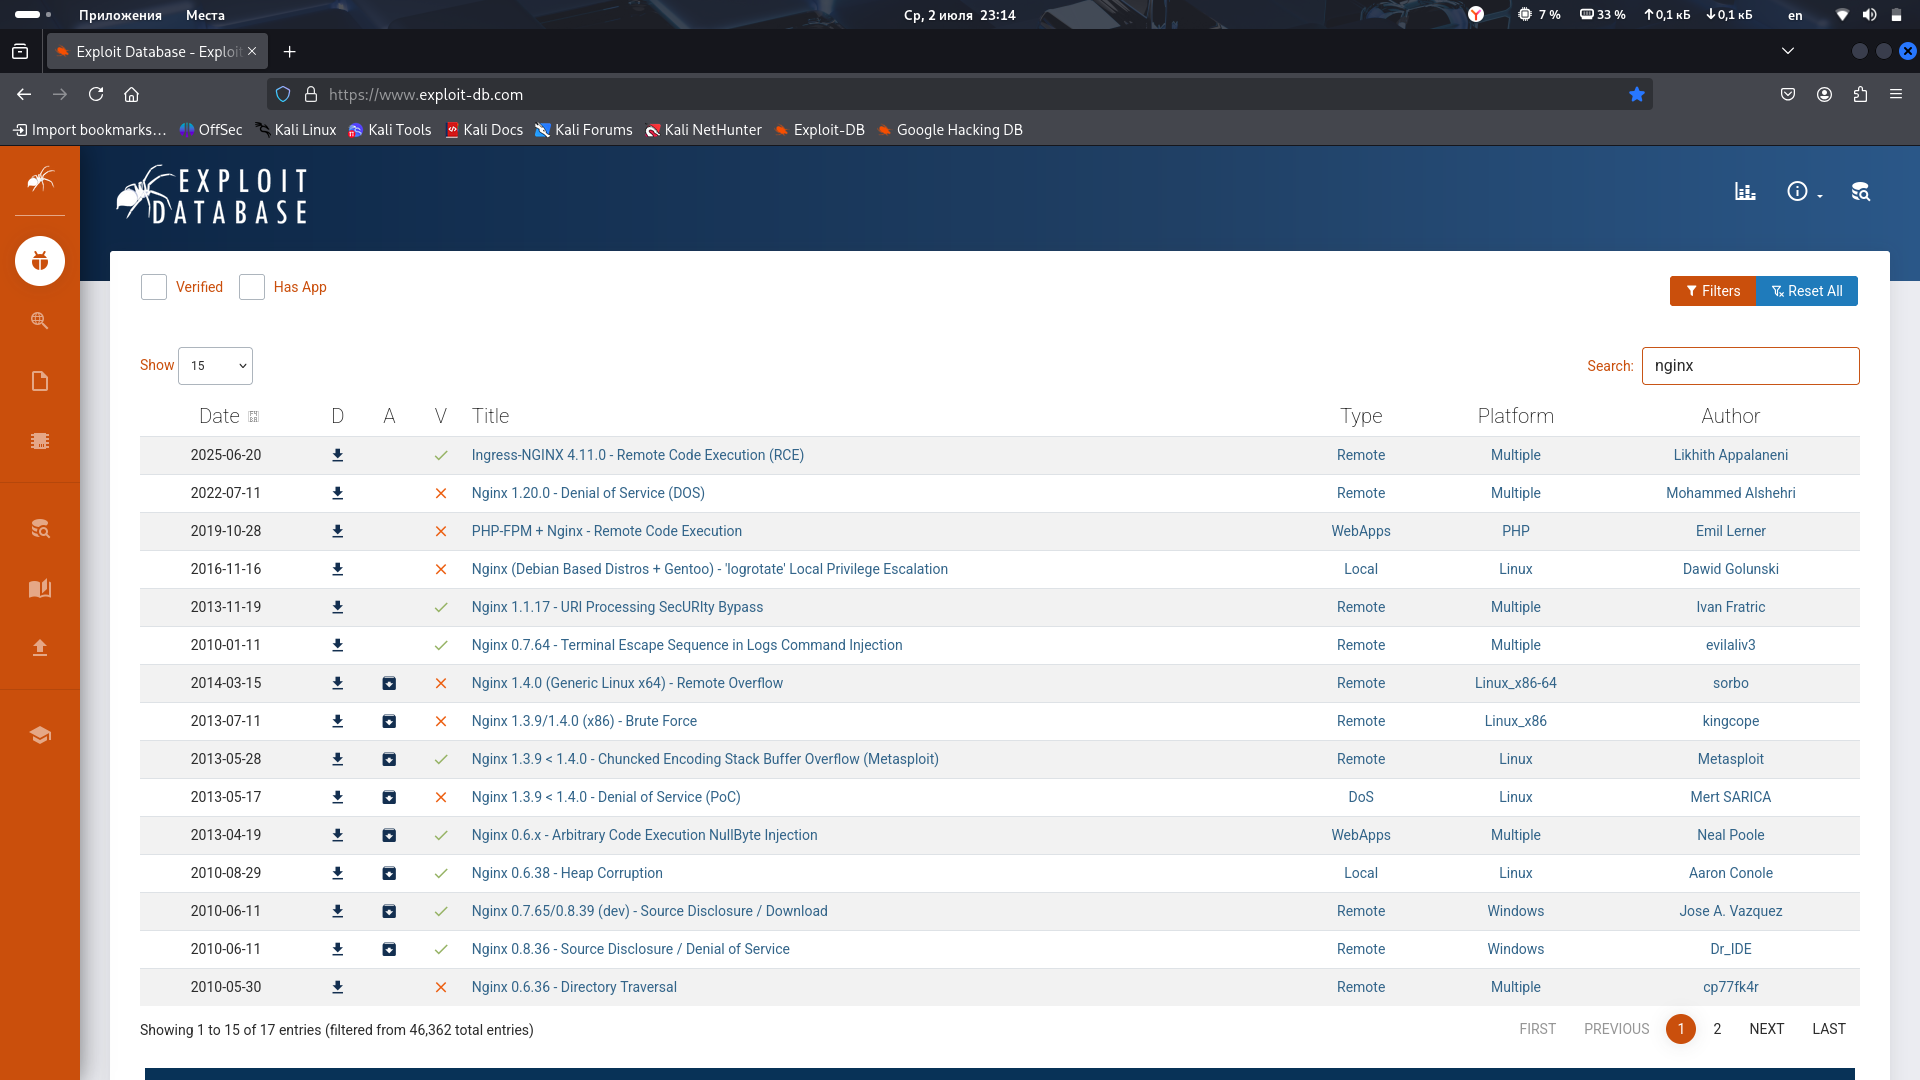 Приложения Места Ср, 2 июля 23:14 7 % 33 % 0,1 кБ 0,1 кБ en
Exploit Database - Exploit
https://www.exploit-db.com
Import bookmarks... OffSec Kali Linux Kali Tools Kali Docs Kali Forums Kali NetHunter Exploit-DB Google Hacking DB
EXPLOIT
DATABASE
Verified Has App Filters Reset All
Show 15 Search: nginx
Date D A V Title Type Platform Author
2025-06-20 Ingress-NGINX 4.11.0 - Remote Code Execution (RCE) Remote Multiple Likhith Appalaneni
2022-07-11 Nginx 1.20.0 - Denial of Service (DOS) Remote Multiple Mohammed Alshehri
2019-10-28 PHP-FPM + Nginx - Remote Code Execution WebApps PHP Emil Lerner
2016-11-16 Nginx (Debian Based Distros + Gentoo) - 'logrotate' Local Privilege Escalation Local Linux Dawid Golunski
2013-11-19 Nginx 1.1.17 - URI Processing SecURIty Bypass Remote Multiple Ivan Fratric
2010-01-11 Nginx 0.7.64 - Terminal Escape Sequence in Logs Command Injection Remote Multiple evilaliv3
2014-03-15 Nginx 1.4.0 (Generic Linux x64) - Remote Overflow Remote Linux_x86-64 sorbo
2013-07-11 Nginx 1.3.9/1.4.0 (x86) - Brute Force Remote Linux_x86 kingcope
2013-05-28 Nginx 1.3.9 < 1.4.0 - Chuncked Encoding Stack Buffer Overflow (Metasploit) Remote Linux Metasploit
2013-05-17 Nginx 1.3.9 < 1.4.0 - Denial of Service (PoC) DoS Linux Mert SARICA
2013-04-19 Nginx 0.6.x - Arbitrary Code Execution NullByte Injection WebApps Multiple Neal Poole
2010-08-29 Nginx 0.6.38 - Heap Corruption Local Linux Aaron Conole
2010-06-11 Nginx 0.7.65/0.8.39 (dev) - Source Disclosure / Download Remote Windows Jose A. Vazquez
2010-06-11 Nginx 0.8.36 - Source Disclosure / Denial of Service Remote Windows Dr_IDE
2010-05-30 Nginx 0.6.36 - Directory Traversal Remote Multiple cp77fk4r
Showing 1 to 15 of 17 entries (filtered from 46,362 total entries) FIRST PREVIOUS 1 2 NEXT LAST